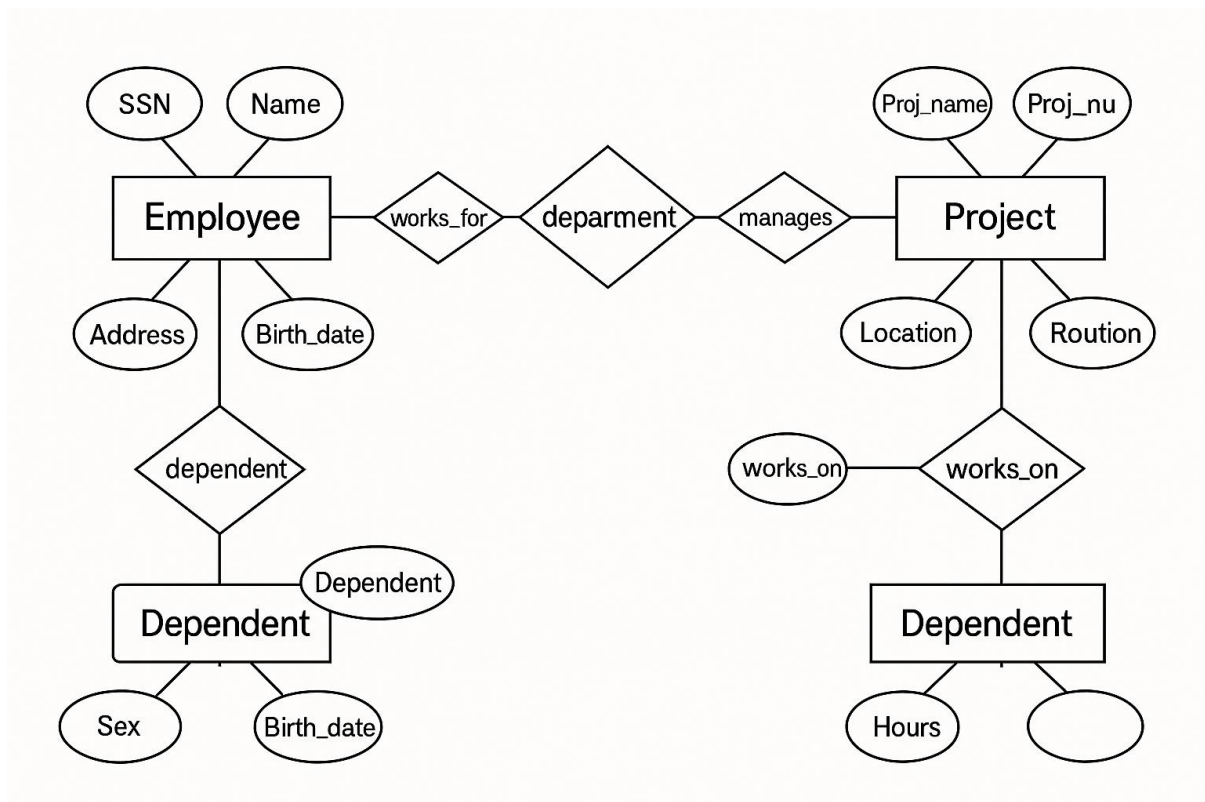 SSN
Name
Proj_name
Proj_nu
Employee
works_for
deparment
manages
Project
Address
Birth_date
Location
Roution
dependent
works_on
works_on
Dependent
Dependent
Dependent
Sex
Birth_date
Hours